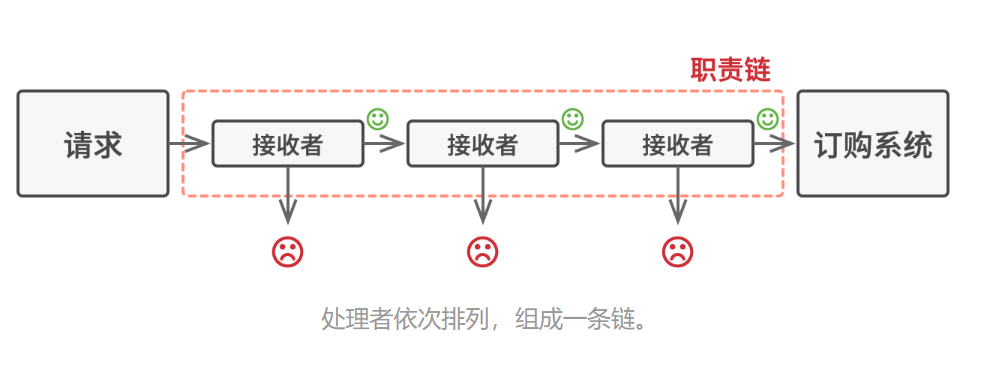 职责链
请求
接收者
接收者
接收者
订购系统
处理者依次排列，组成一条链。